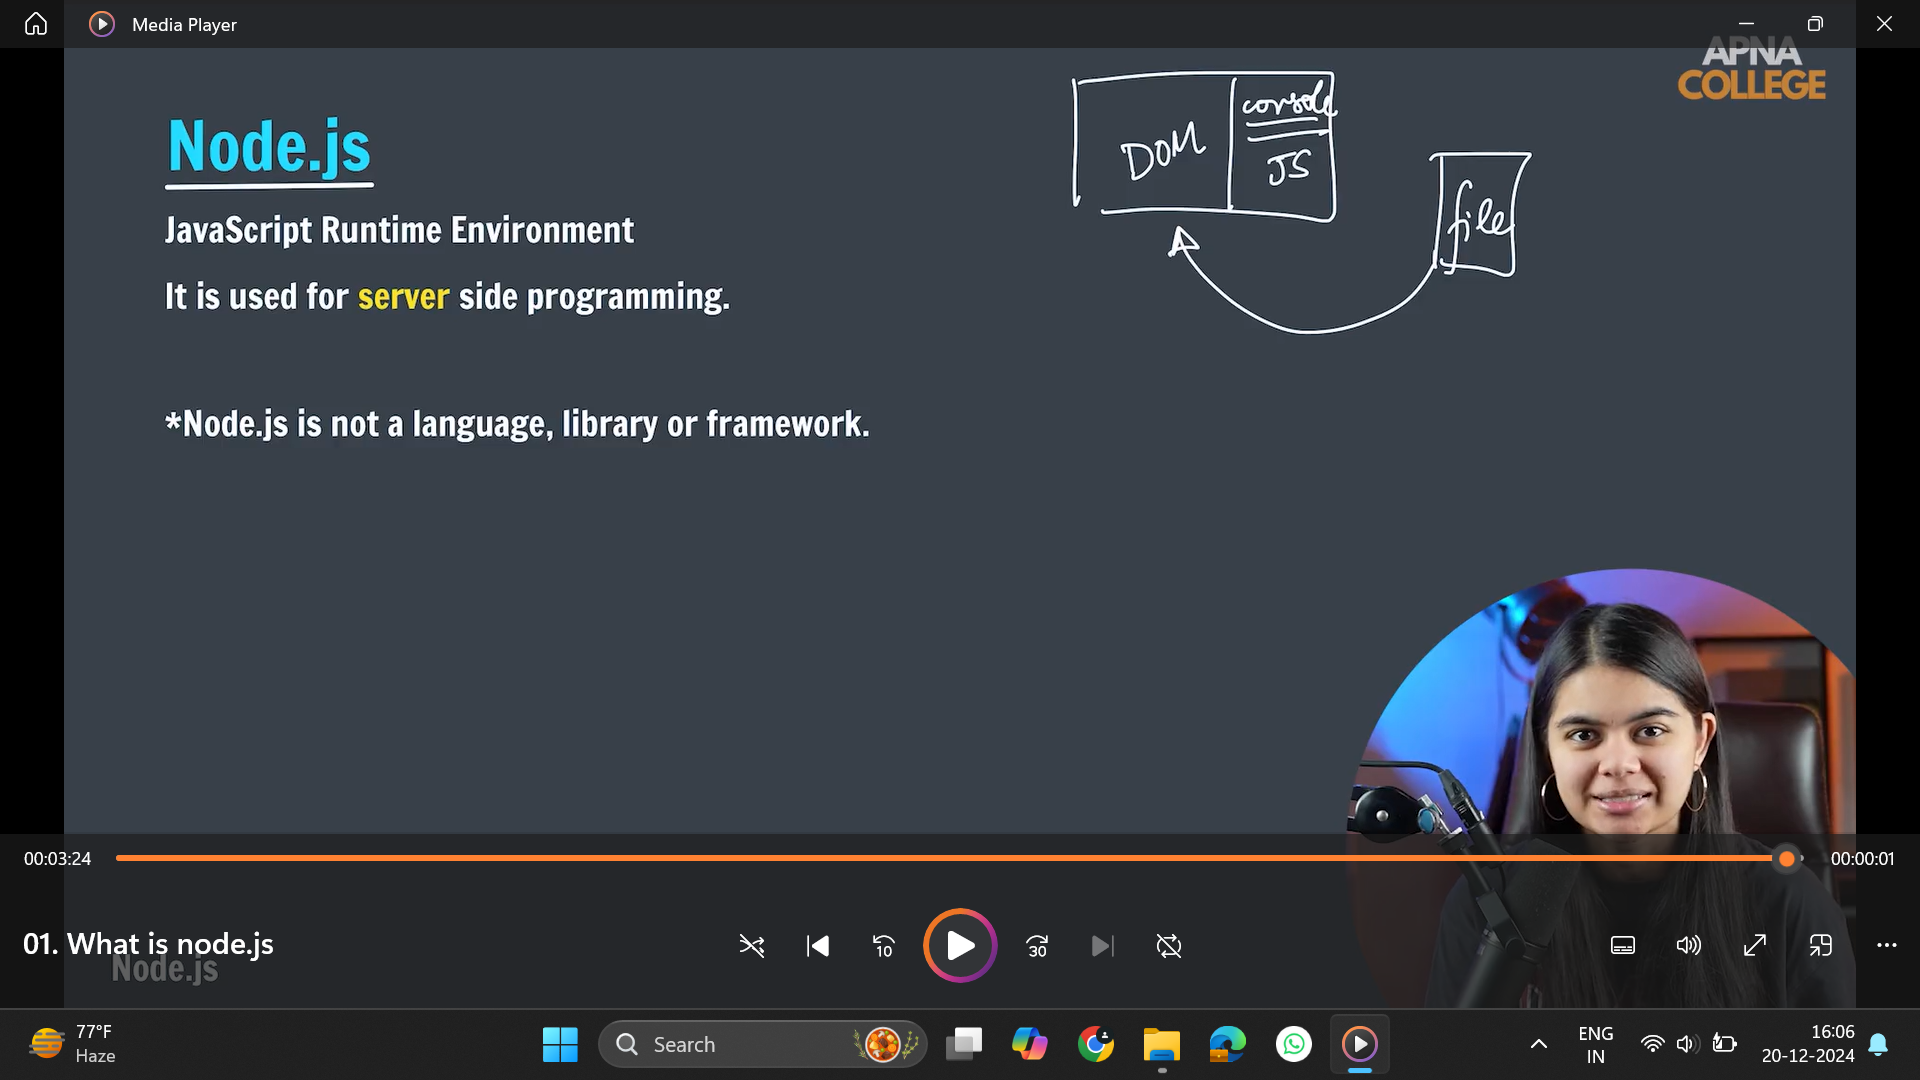 Media Player
APNA
COLLEGE
Node.js
JavaScript Runtime Environment
It is used for server side programming.
*Node.js is not a language, library or framework.
DOM
console
JS
file
00:03:24
00:00:01
01. What is node.js
Node.js
10
30
77°F
Haze
Search
ENG
IN
16:06
20-12-2024